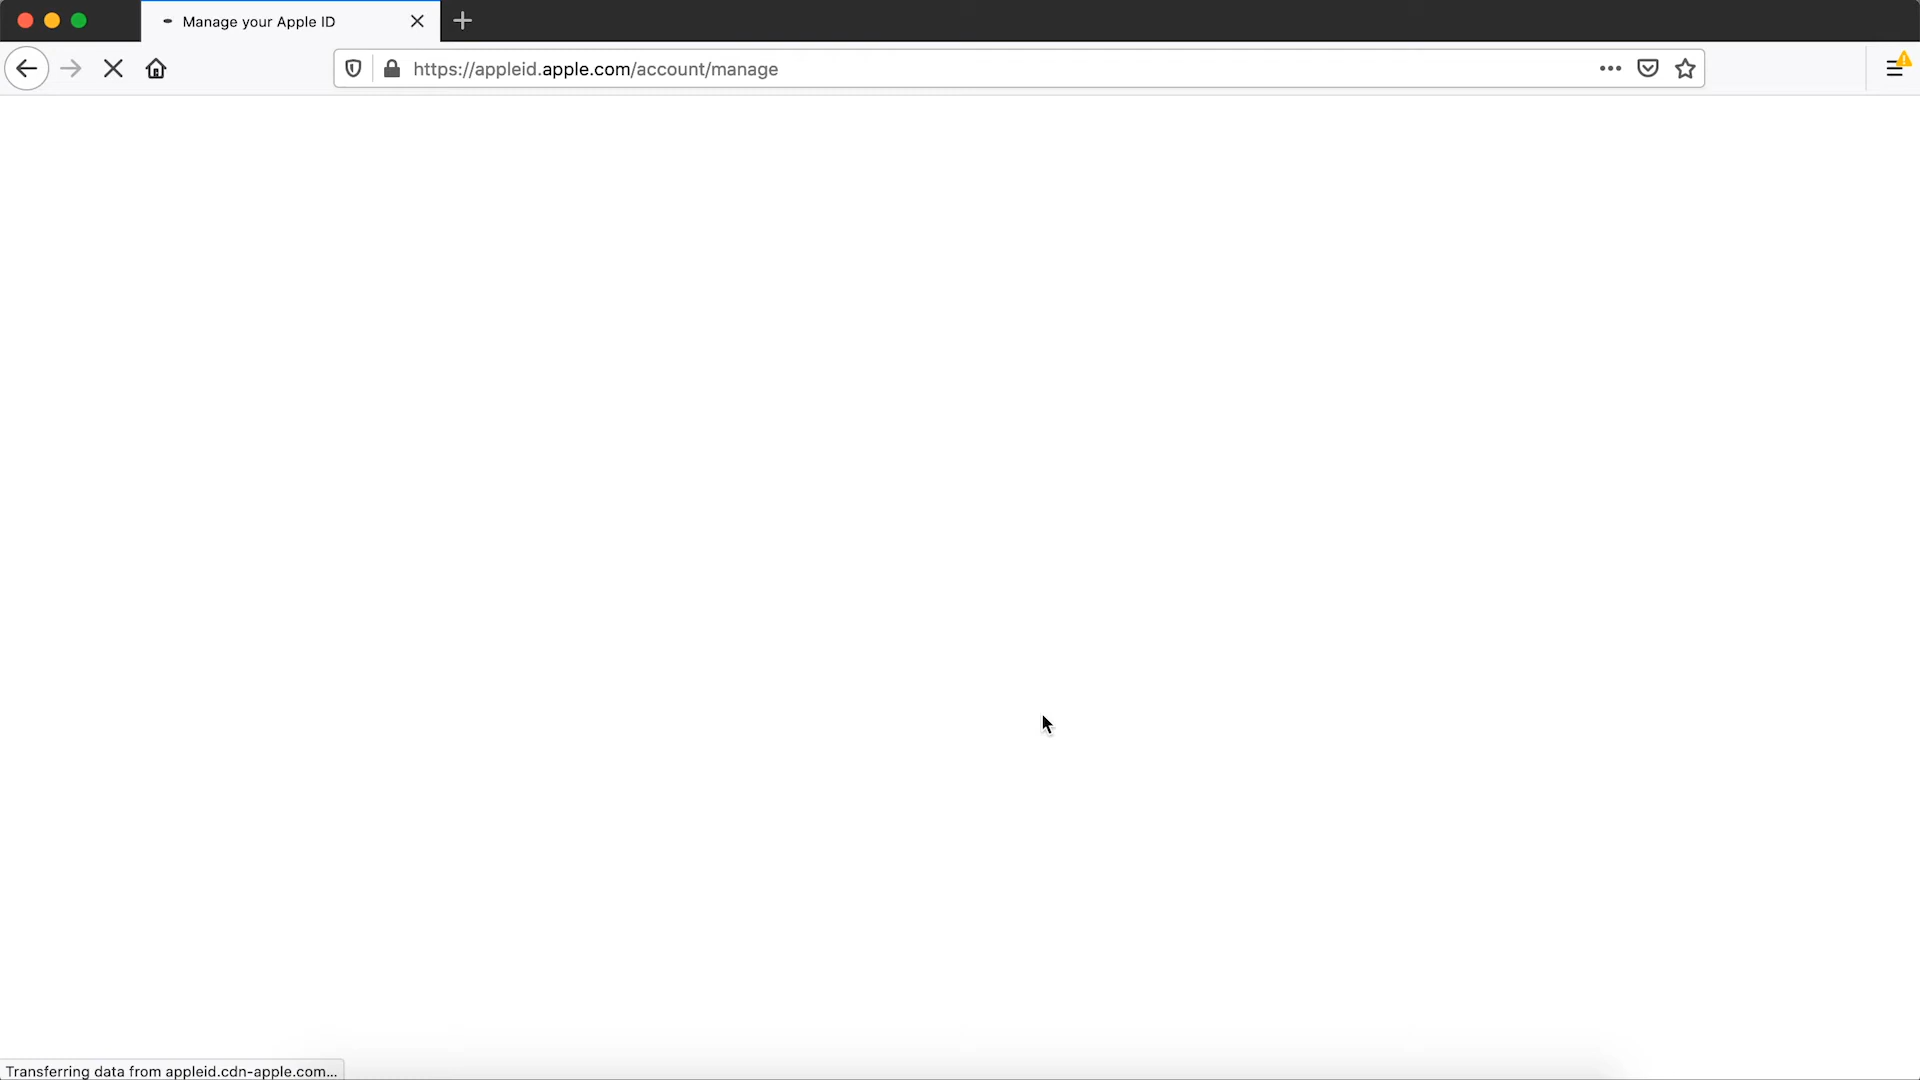 Manage your Apple ID
https://appleid.apple.com/account/manage
Transferring data from appleid.cdn-apple.com...